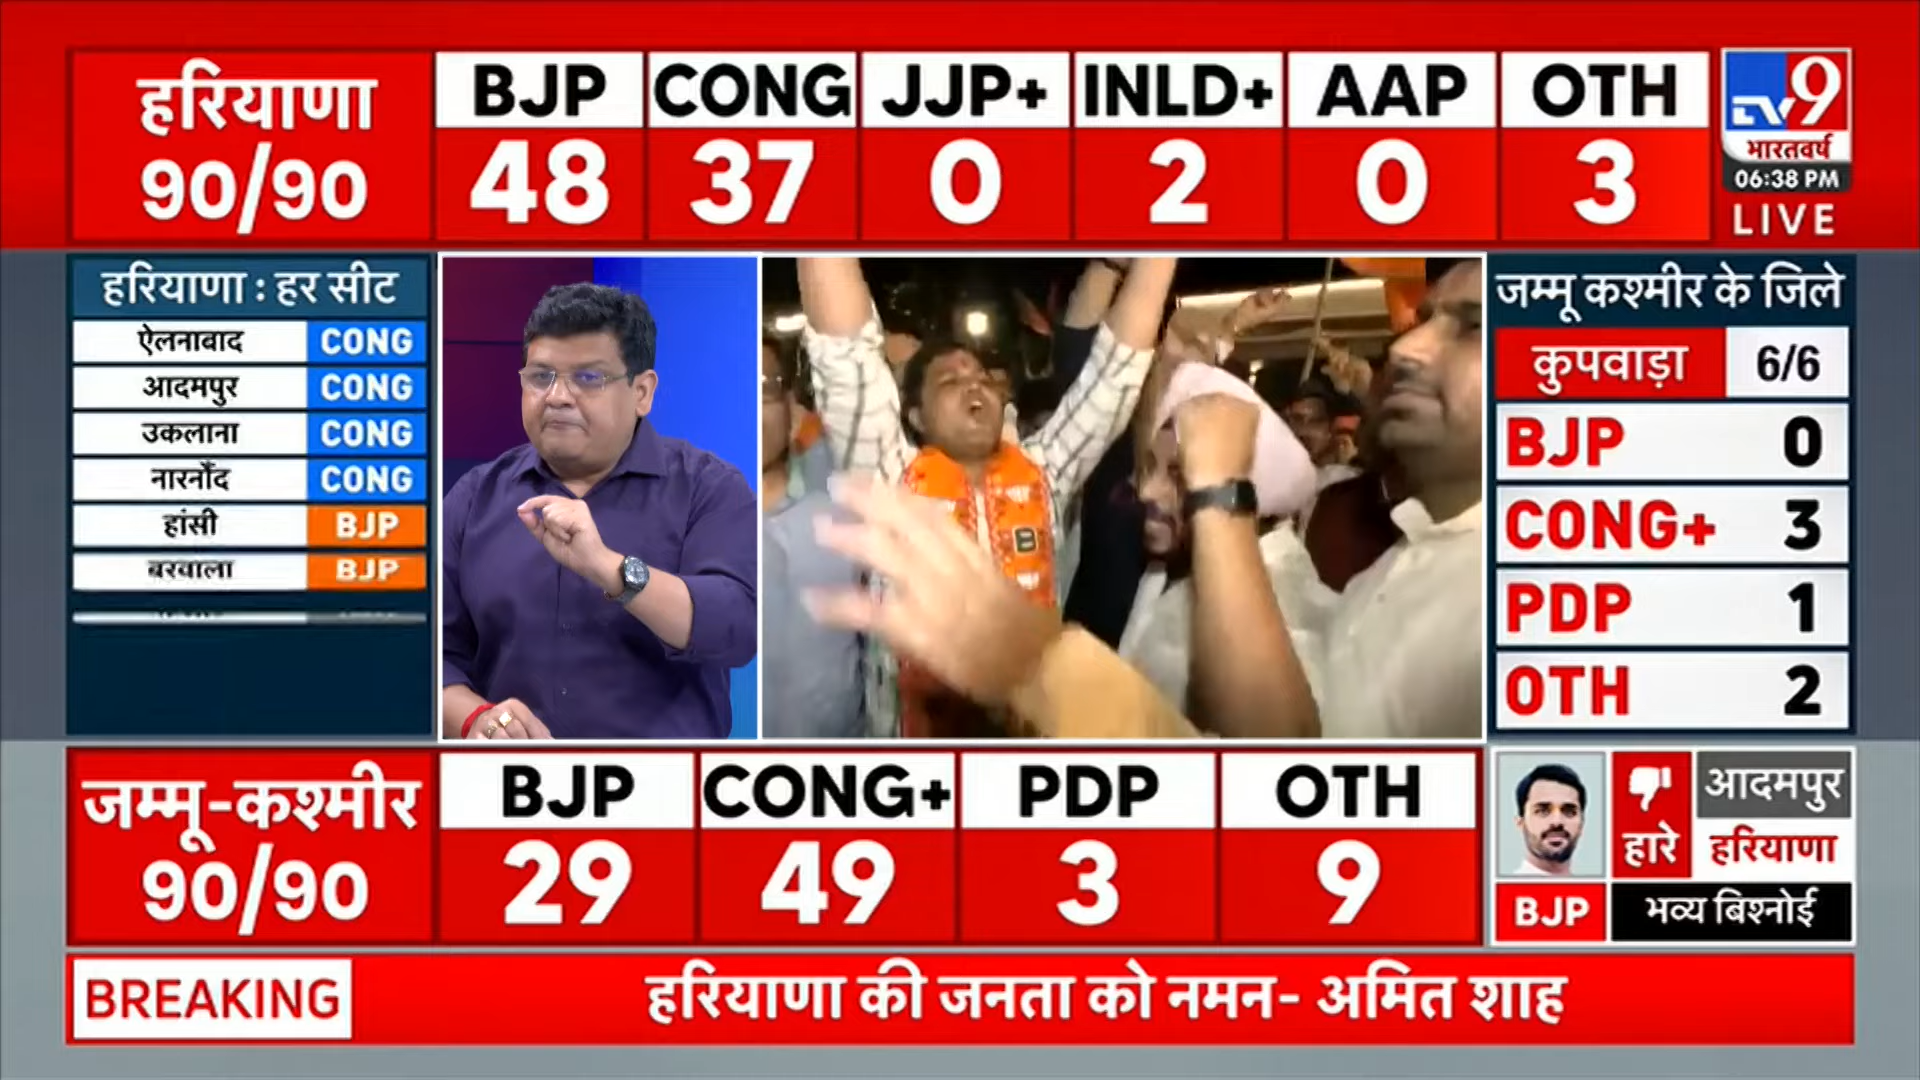 हरियाणा
90/90
BJP CONG JJP+ INLD+ AAP OTH
48 37 0 2 0 3
TV9
भारतवर्ष
06:38 PM
LIVE
हरियाणा : हर सीट
ऐलनाबाद CONG
आदमपुर CONG
उकलाना CONG
नारनौंद CONG
हांसी BJP
बरवाला BJP
B
जम्मू कश्मीर के जिले
कुपवाड़ा 6/6
BJP 0
CONG+ 3
PDP 1
OTH 2
जम्मू-कश्मीर
90/90
BJP CONG+ PDP OTH
29 49 3 9
हारे
आदमपुर
हरियाणा
BJP भव्य बिश्नोई
BREAKING हरियाणा की जनता को नमन- अमित शाह